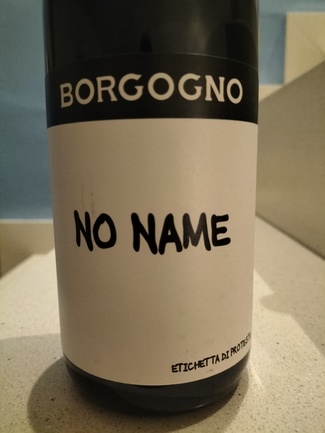 BORGOGNO
NO NAME
ETICHETTA DI